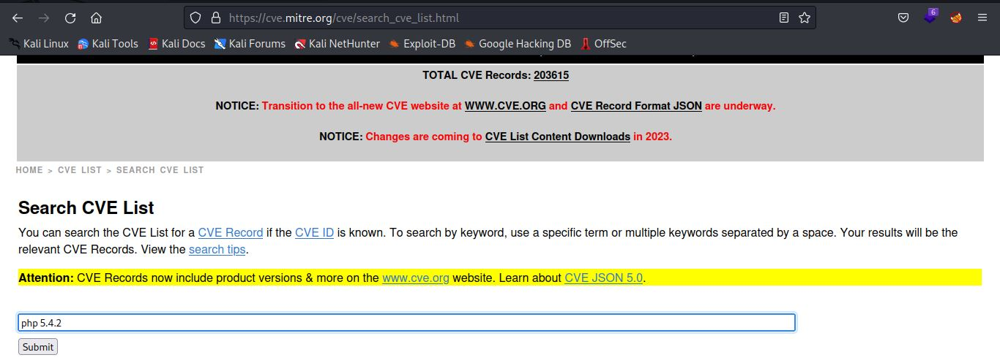 https://cve.mitre.org/cve/search_cve_list.html
6
Kali Linux Kali Tools Kali Docs Kali Forums Kali NetHunter Exploit-DB Google Hacking DB OffSec
TOTAL CVE Records: 203615
NOTICE: Transition to the all-new CVE website at WWW.CVE.ORG and CVE Record Format JSON are underway.
NOTICE: Changes are coming to CVE List Content Downloads in 2023.
HOME > CVE LIST > SEARCH CVE LIST
Search CVE List
You can search the CVE List for a CVE Record if the CVE ID is known. To search by keyword, use a specific term or multiple keywords separated by a space. Your results will be the
relevant CVE Records. View the search tips.
Attention: CVE Records now include product versions & more on the www.cve.org website. Learn about CVE JSON 5.0.
php 5.4.2
Submit